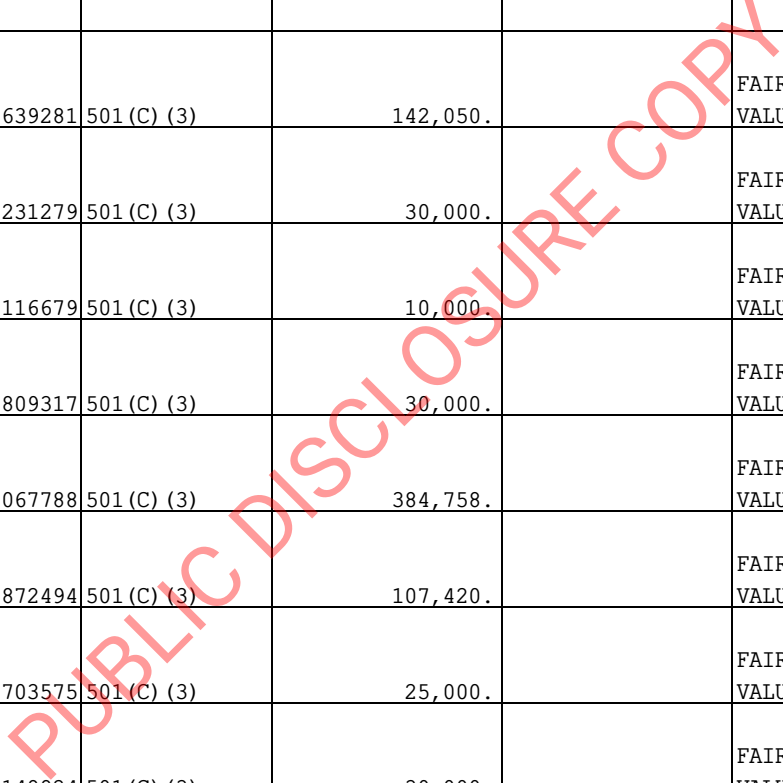 FAIR
639281 501(C)(3) 142,050. VALU
FAIR
231279 501(C)(3) 30,000. VALU
FAIR
116679 501(C)(3) 10,000. VALU
FAIR
809317 501(C)(3) 30,000. VALU
FAIR
067788 501(C)(3) 384,758. VALU
FAIR
872494 501(C)(3) 107,420. VALU
FAIR
703575 501(C)(3) 25,000. VALU
FAIR
PUBLIC DISCLOSURE COPY